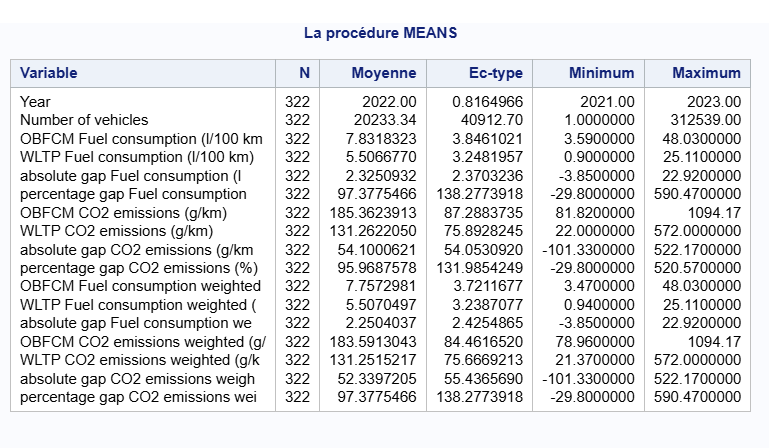 La procédure MEANS
Variable N Moyenne Ec-type Minimum Maximum
Year 322 2022.00 0.8164966 2021.00 2023.00
Number of vehicles 322 20233.34 40912.70 1.0000000 312539.00
OBFCM Fuel consumption (l/100 km 322 7.8318323 3.8461021 3.5900000 48.0300000
WLTP Fuel consumption (l/100 km) 322 5.5066770 3.2481957 0.9000000 25.1100000
absolute gap Fuel consumption (l 322 2.3250932 2.3703236 -3.8500000 22.9200000
percentage gap Fuel consumption 322 97.3775466 138.2773918 -29.8000000 590.4700000
OBFCM CO2 emissions (g/km) 322 185.3623913 87.2883735 81.8200000 1094.17
WLTP CO2 emissions (g/km) 322 131.2622050 75.8928245 22.0000000 572.0000000
absolute gap CO2 emissions (g/km 322 54.1000621 54.0530920 -101.3300000 522.1700000
percentage gap CO2 emissions (%) 322 95.9687578 131.9854249 -29.8000000 520.5700000
OBFCM Fuel consumption weighted 322 7.7572981 3.7211677 3.4700000 48.0300000
WLTP Fuel consumption weighted ( 322 5.5070497 3.2387077 0.9400000 25.1100000
absolute gap Fuel consumption we 322 2.2504037 2.4254865 -3.8500000 22.9200000
OBFCM CO2 emissions weighted (g/ 322 183.5913043 84.4616520 78.9600000 1094.17
WLTP CO2 emissions weighted (g/k 322 131.2515217 75.6669213 21.3700000 572.0000000
absolute gap CO2 emissions weigh 322 52.3397205 55.4365690 -101.3300000 522.1700000
percentage gap CO2 emissions wei 322 97.3775466 138.2773918 -29.8000000 590.4700000